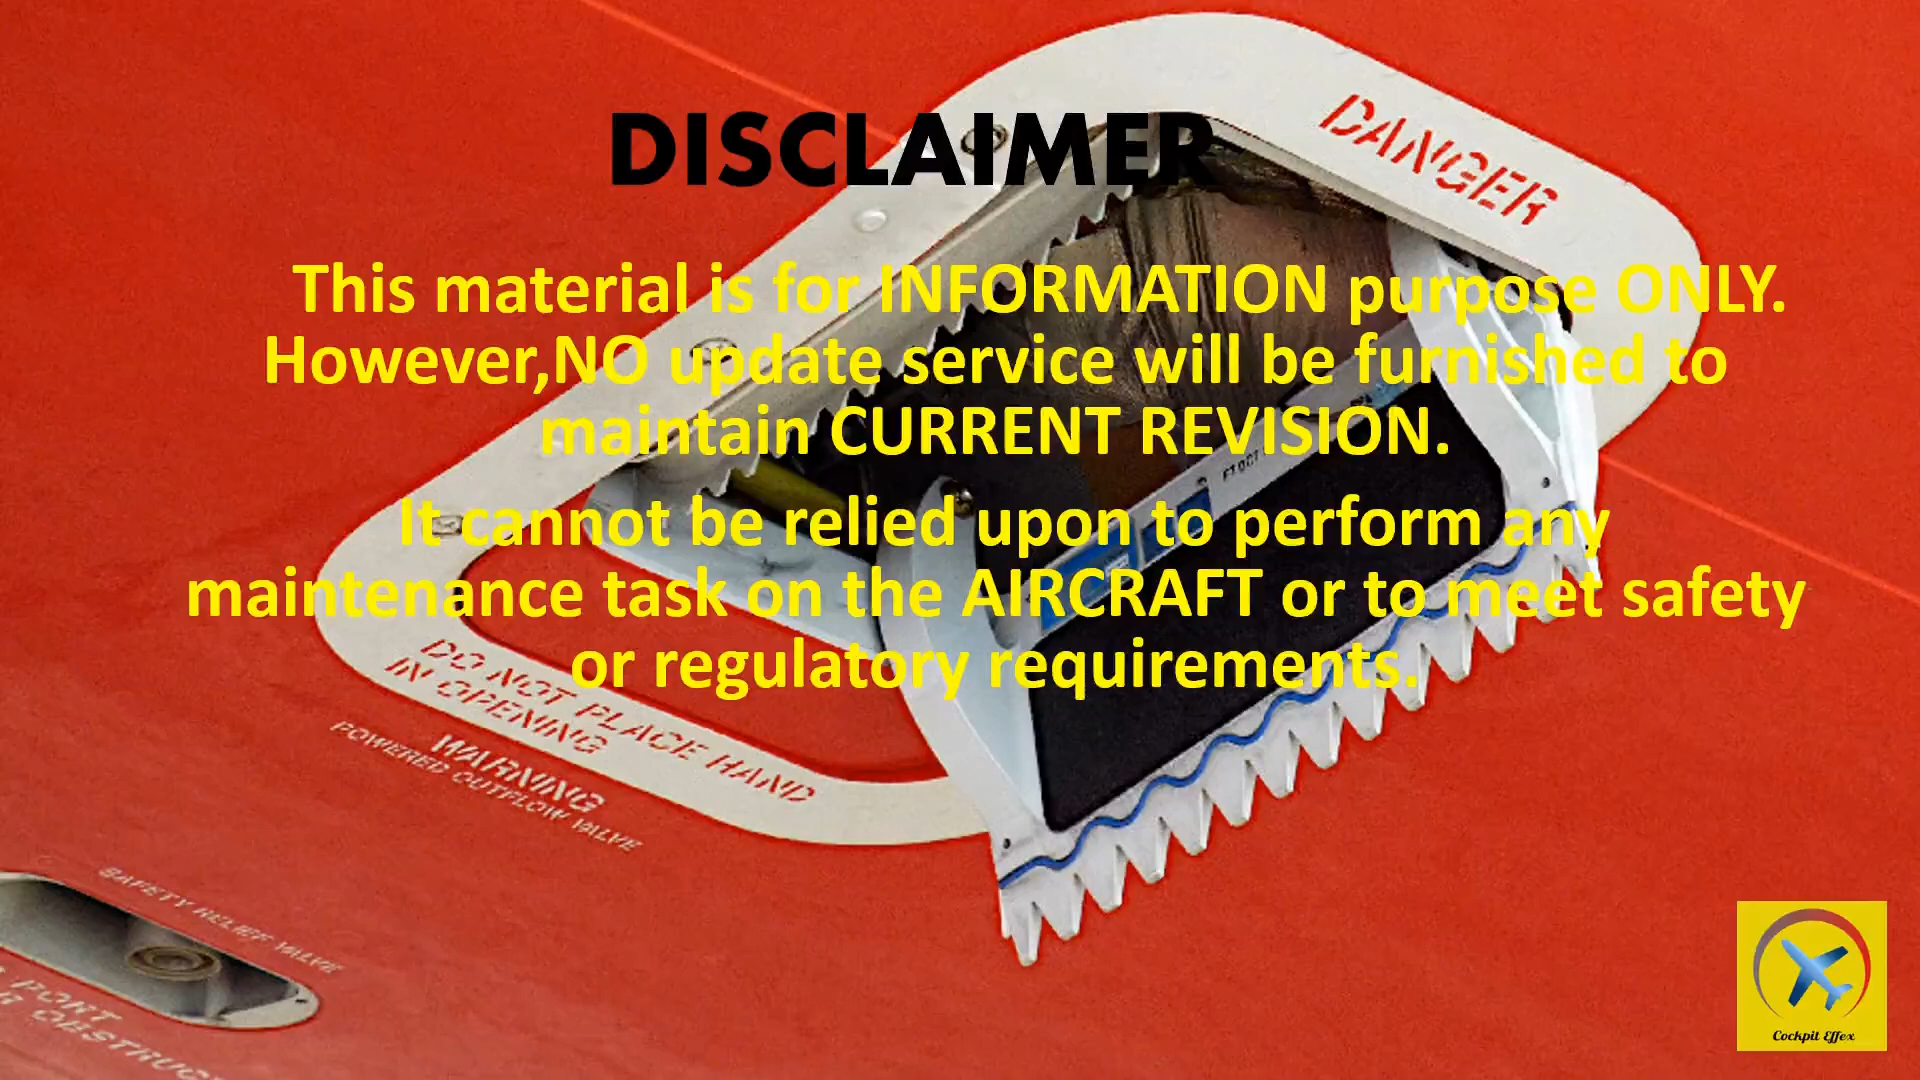 DISCLAIMER
DANGER
This material is for INFORMATION purpose ONLY.
However,NO update service will be furnished to
maintain CURRENT REVISION.
It cannot be relied upon to perform any
maintenance task on the AIRCRAFT or to meet safety
or regulatory requirements.
DO NOT PLACE HAND
IN OPENING
WARNING
POWERED OUTFLOW VALVE
SAFETY RELIEF VALVE
PORT
Cockpit Effex